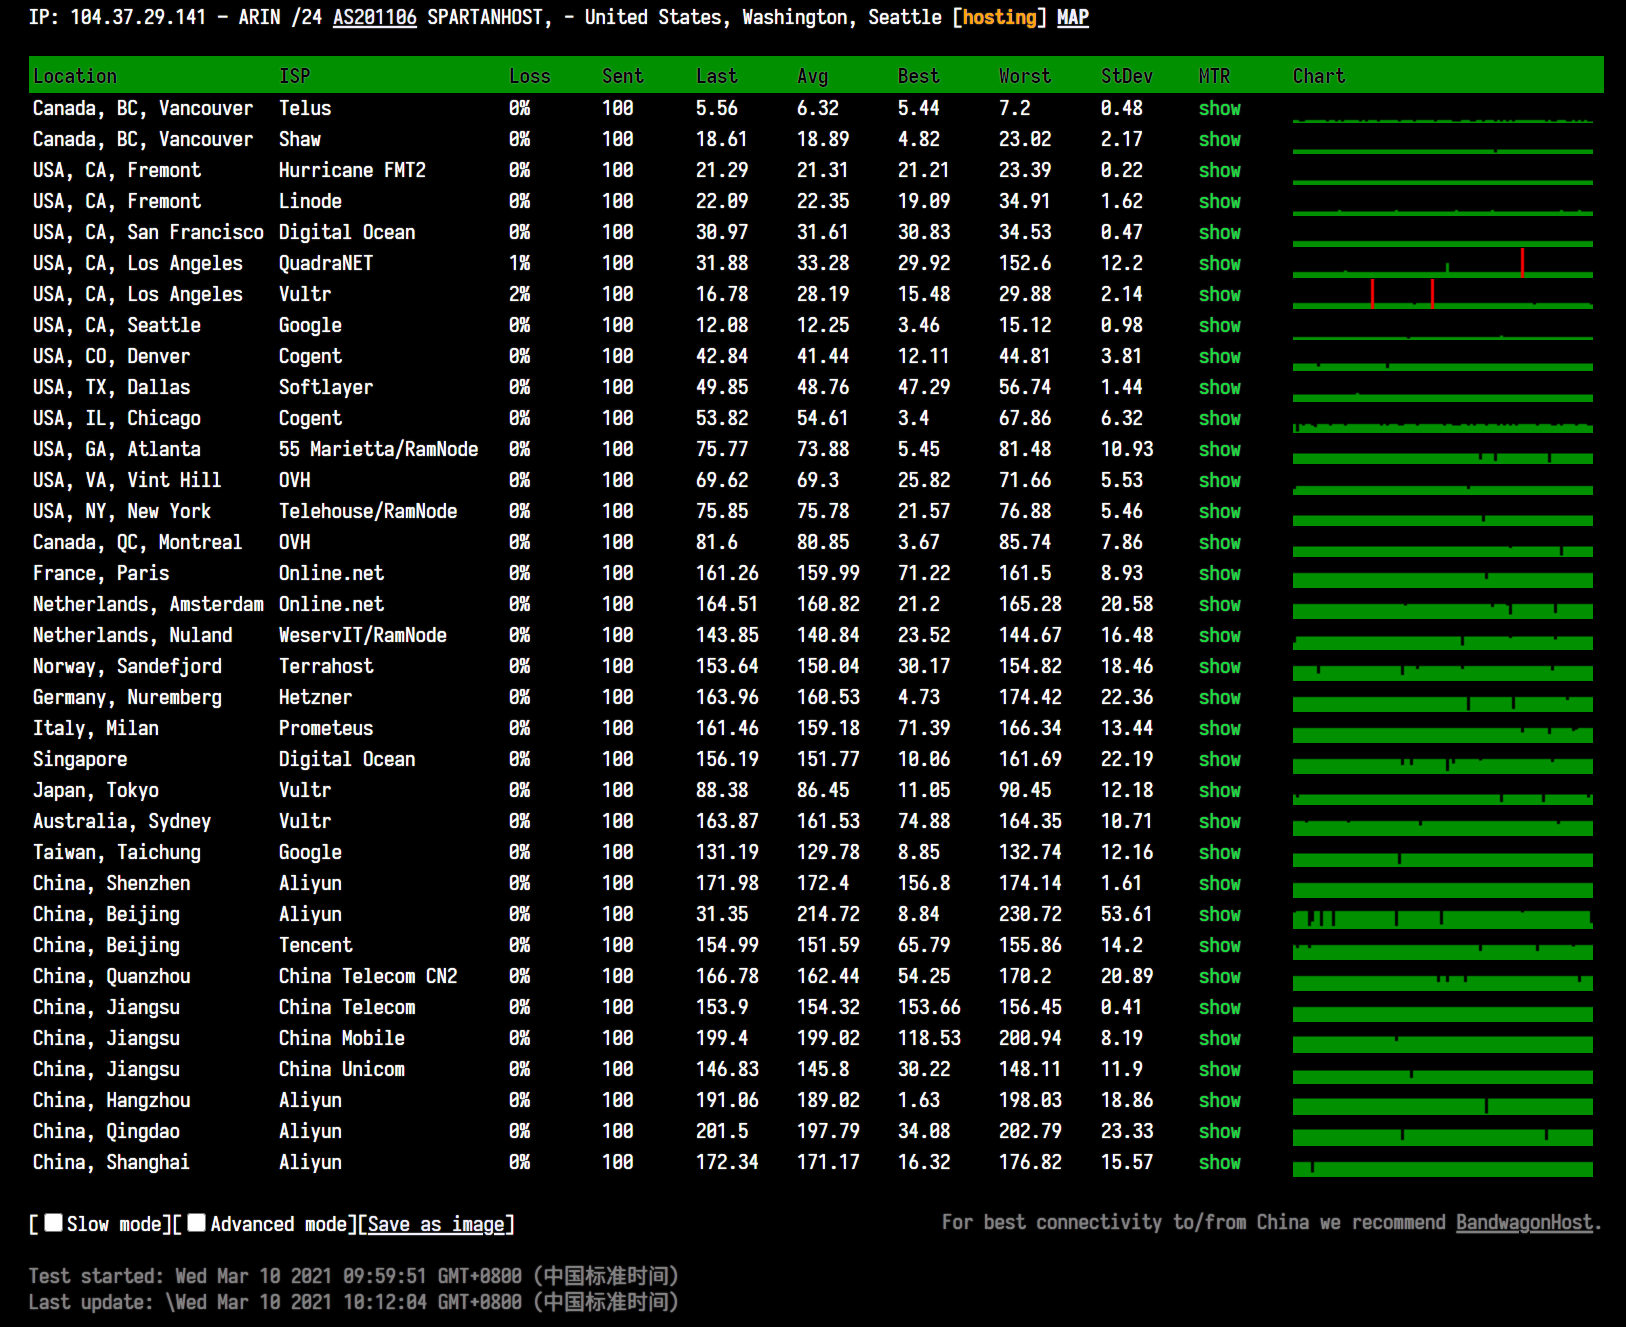 IP: 104.37.29.141 - ARIN /24 AS201106 SPARTANHOST, - United States, Washington, Seattle [hosting] MAP
Location ISP Loss Sent Last Avg Best Worst StDev MTR Chart
Canada, BC, Vancouver Telus 0% 100 5.56 6.32 5.44 7.2 0.48 show
Canada, BC, Vancouver Shaw 0% 100 18.61 18.89 4.82 23.02 2.17 show
USA, CA, Fremont Hurricane FMT2 0% 100 21.29 21.31 21.21 23.39 0.22 show
USA, CA, Fremont Linode 0% 100 22.09 22.35 19.09 34.91 1.62 show
USA, CA, San Francisco Digital Ocean 0% 100 30.97 31.61 30.83 34.53 0.47 show
USA, CA, Los Angeles QuadraNET 1% 100 31.88 33.28 29.92 152.6 12.2 show
USA, CA, Los Angeles Vultr 2% 100 16.78 28.19 15.48 29.88 2.14 show
USA, CA, Seattle Google 0% 100 12.08 12.25 3.46 15.12 0.98 show
USA, CO, Denver Cogent 0% 100 42.84 41.44 12.11 44.81 3.81 show
USA, TX, Dallas Softlayer 0% 100 49.85 48.76 47.29 56.74 1.44 show
USA, IL, Chicago Cogent 0% 100 53.82 54.61 3.4 67.86 6.32 show
USA, GA, Atlanta 55 Marietta/RamNode 0% 100 75.77 73.88 5.45 81.48 10.93 show
USA, VA, Vint Hill OVH 0% 100 69.62 69.3 25.82 71.66 5.53 show
USA, NY, New York Telehouse/RamNode 0% 100 75.85 75.78 21.57 76.88 5.46 show
Canada, QC, Montreal OVH 0% 100 81.6 80.85 3.67 85.74 7.86 show
France, Paris Online.net 0% 100 161.26 159.99 71.22 161.5 8.93 show
Netherlands, Amsterdam Online.net 0% 100 164.51 160.82 21.2 165.28 20.58 show
Netherlands, Nuland WeservIT/RamNode 0% 100 143.85 140.84 23.52 144.67 16.48 show
Norway, Sandefjord Terrahost 0% 100 153.64 150.04 30.17 154.82 18.46 show
Germany, Nuremberg Hetzner 0% 100 163.96 160.53 4.73 174.42 22.36 show
Italy, Milan Prometeus 0% 100 161.46 159.18 71.39 166.34 13.44 show
Singapore Digital Ocean 0% 100 156.19 151.77 10.06 161.69 22.19 show
Japan, Tokyo Vultr 0% 100 88.38 86.45 11.05 90.45 12.18 show
Australia, Sydney Vultr 0% 100 163.87 161.53 74.88 164.35 10.71 show
Taiwan, Taichung Google 0% 100 131.19 129.78 8.85 132.74 12.16 show
China, Shenzhen Aliyun 0% 100 171.98 172.4 156.8 174.14 1.61 show
China, Beijing Aliyun 0% 100 31.35 214.72 8.84 230.72 53.61 show
China, Beijing Tencent 0% 100 154.99 151.59 65.79 155.86 14.2 show
China, Quanzhou China Telecom CN2 0% 100 166.78 162.44 54.25 170.2 20.89 show
China, Jiangsu China Telecom 0% 100 153.9 154.32 153.66 156.45 0.41 show
China, Jiangsu China Mobile 0% 100 199.4 199.02 118.53 200.94 8.19 show
China, Jiangsu China Unicom 0% 100 146.83 145.8 30.22 148.11 11.9 show
China, Hangzhou Aliyun 0% 100 191.06 189.02 1.63 198.03 18.86 show
China, Qingdao Aliyun 0% 100 201.5 197.79 34.08 202.79 23.33 show
China, Shanghai Aliyun 0% 100 172.34 171.17 16.32 176.82 15.57 show
[ Slow mode][ Advanced mode][Save as image] For best connectivity to/from China we recommend BandwagonHost.
Test started: Wed Mar 10 2021 09:59:51 GMT+0800 (中国标准时间)
Last update: \Wed Mar 10 2021 10:12:04 GMT+0800 (中国标准时间)